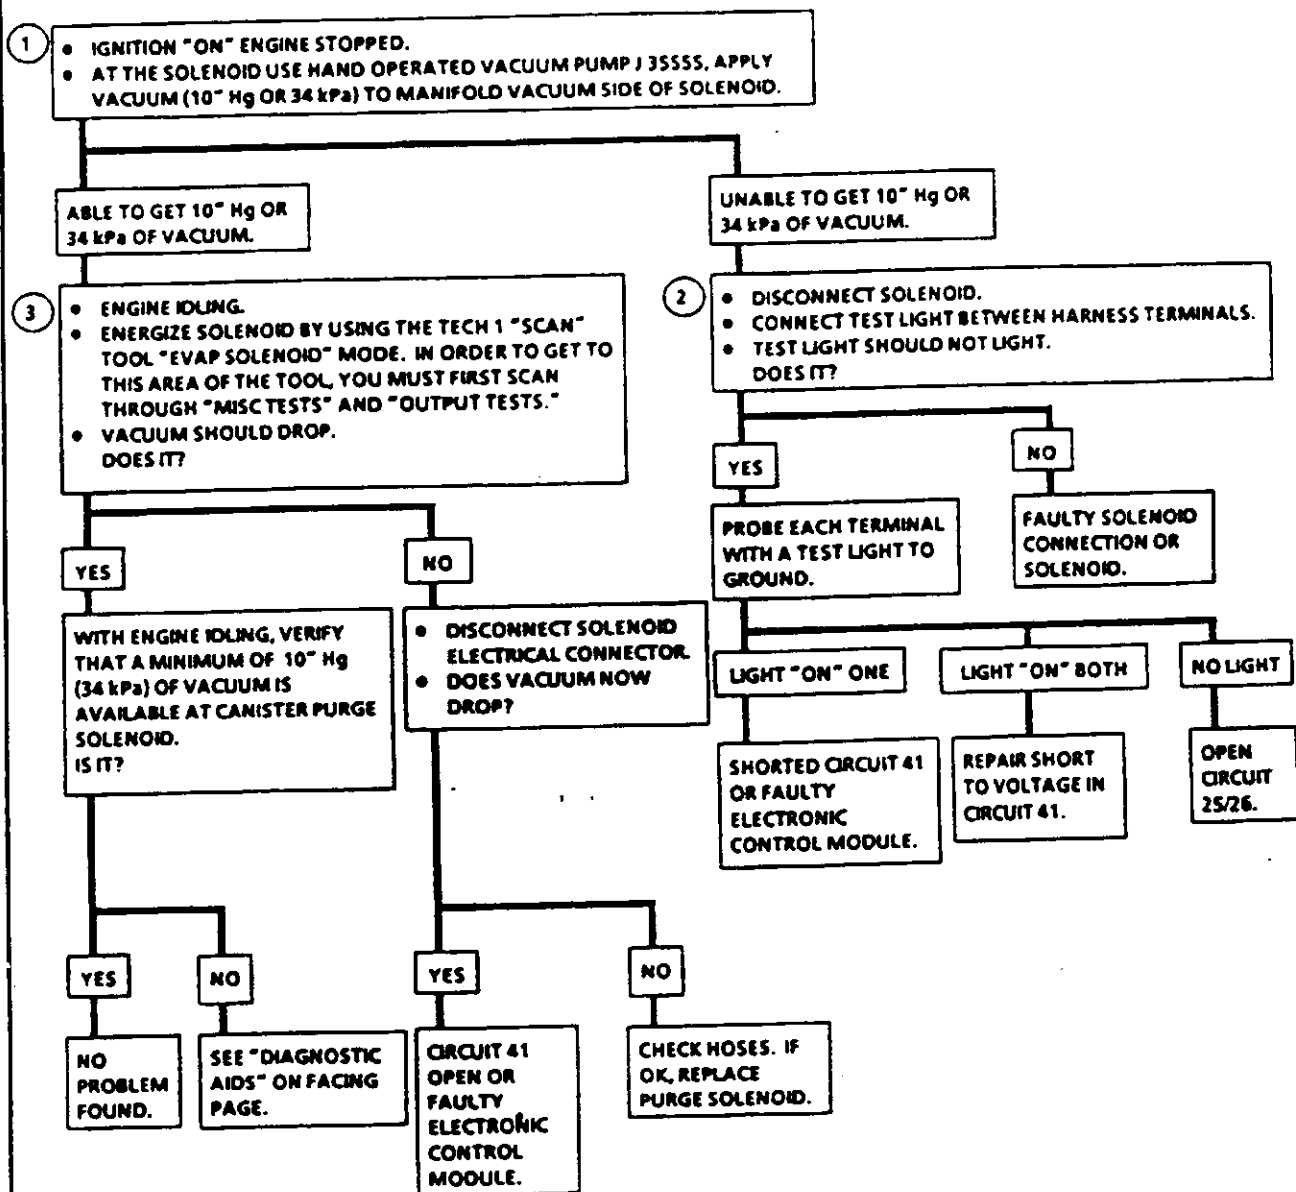 1
• IGNITION "ON" ENGINE STOPPED.
• AT THE SOLENOID USE HAND OPERATED VACUUM PUMP J 35555, APPLY
VACUUM (10" Hg OR 34 kPa) TO MANIFOLD VACUUM SIDE OF SOLENOID.
ABLE TO GET 10" Hg OR
34 kPa OF VACUUM.
UNABLE TO GET 10" Hg OR
34 kPa OF VACUUM.
3
• ENGINE IDLING.
• ENERGIZE SOLENOID BY USING THE TECH 1 "SCAN"
TOOL "EVAP SOLENOID" MODE. IN ORDER TO GET TO
THIS AREA OF THE TOOL, YOU MUST FIRST SCAN
THROUGH "MISC TESTS" AND "OUTPUT TESTS."
• VACUUM SHOULD DROP.
DOES IT?
2
• DISCONNECT SOLENOID.
• CONNECT TEST LIGHT BETWEEN HARNESS TERMINALS.
• TEST LIGHT SHOULD NOT LIGHT.
DOES IT?
YES
NO
PROBE EACH TERMINAL
WITH A TEST LIGHT TO
GROUND.
FAULTY SOLENOID
CONNECTION OR
SOLENOID.
YES
NO
WITH ENGINE IDLING, VERIFY
THAT A MINIMUM OF 10" Hg
(34 kPa) OF VACUUM IS
AVAILABLE AT CANISTER PURGE
SOLENOID.
IS IT?
• DISCONNECT SOLENOID
ELECTRICAL CONNECTOR.
• DOES VACUUM NOW
DROP?
LIGHT "ON" ONE
LIGHT "ON" BOTH
NO LIGHT
SHORTED CIRCUIT 41
OR FAULTY
ELECTRONIC
CONTROL MODULE.
REPAIR SHORT
TO VOLTAGE IN
CIRCUIT 41.
OPEN
CIRCUIT
25/26.
YES
NO
YES
NO
NO
PROBLEM
FOUND.
SEE "DIAGNOSTIC
AIDS" ON FACING
PAGE.
CIRCUIT 41
OPEN OR
FAULTY
ELECTRONIC
CONTROL
MODULE.
CHECK HOSES. IF
OK, REPLACE
PURGE SOLENOID.